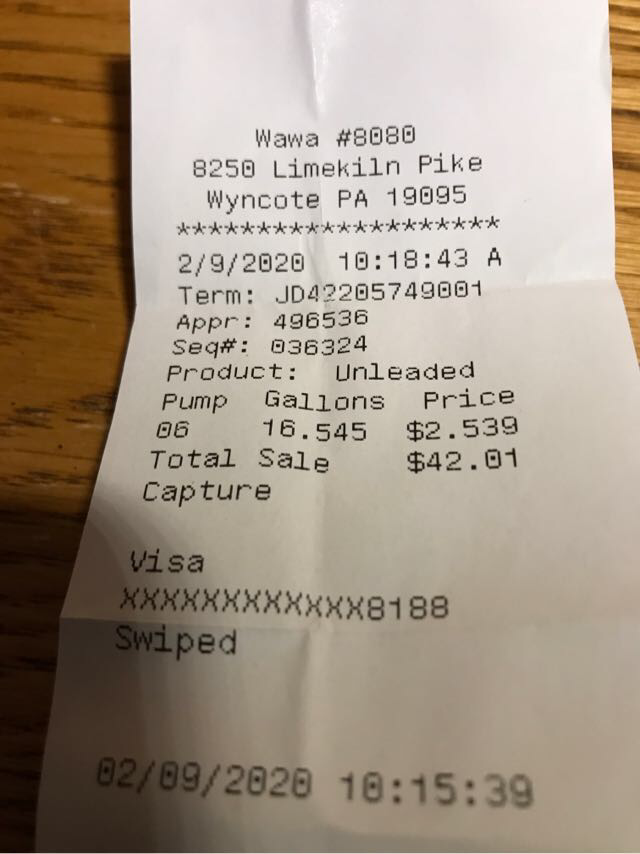 Wawa #8080
8250 Limekiln Pike
Wyncote PA 19095
********************
2/9/2020 10:18:43 A
Term: JD42205749001
Appr: 496536
Seq#: 036324
Product: Unleaded
Pump Gallons Price
06 16.545 $2.539
Total Sale $42.01
Capture
Visa
XXXXXXXXXXXX8188
Swiped
02/09/2020 10:15:39